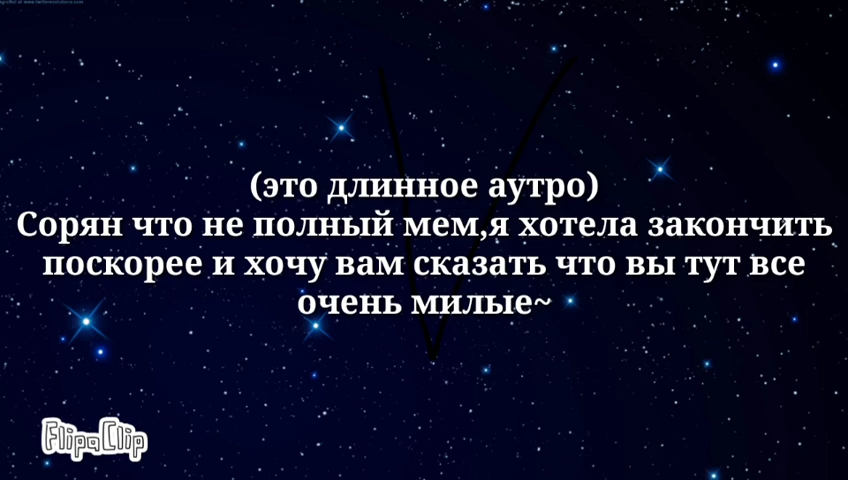 (это длинное аутро)
Сорян что не полный мем,я хотела закончить
поскорее и хочу вам сказать что вы тут все
очень милые~
FlipaClip